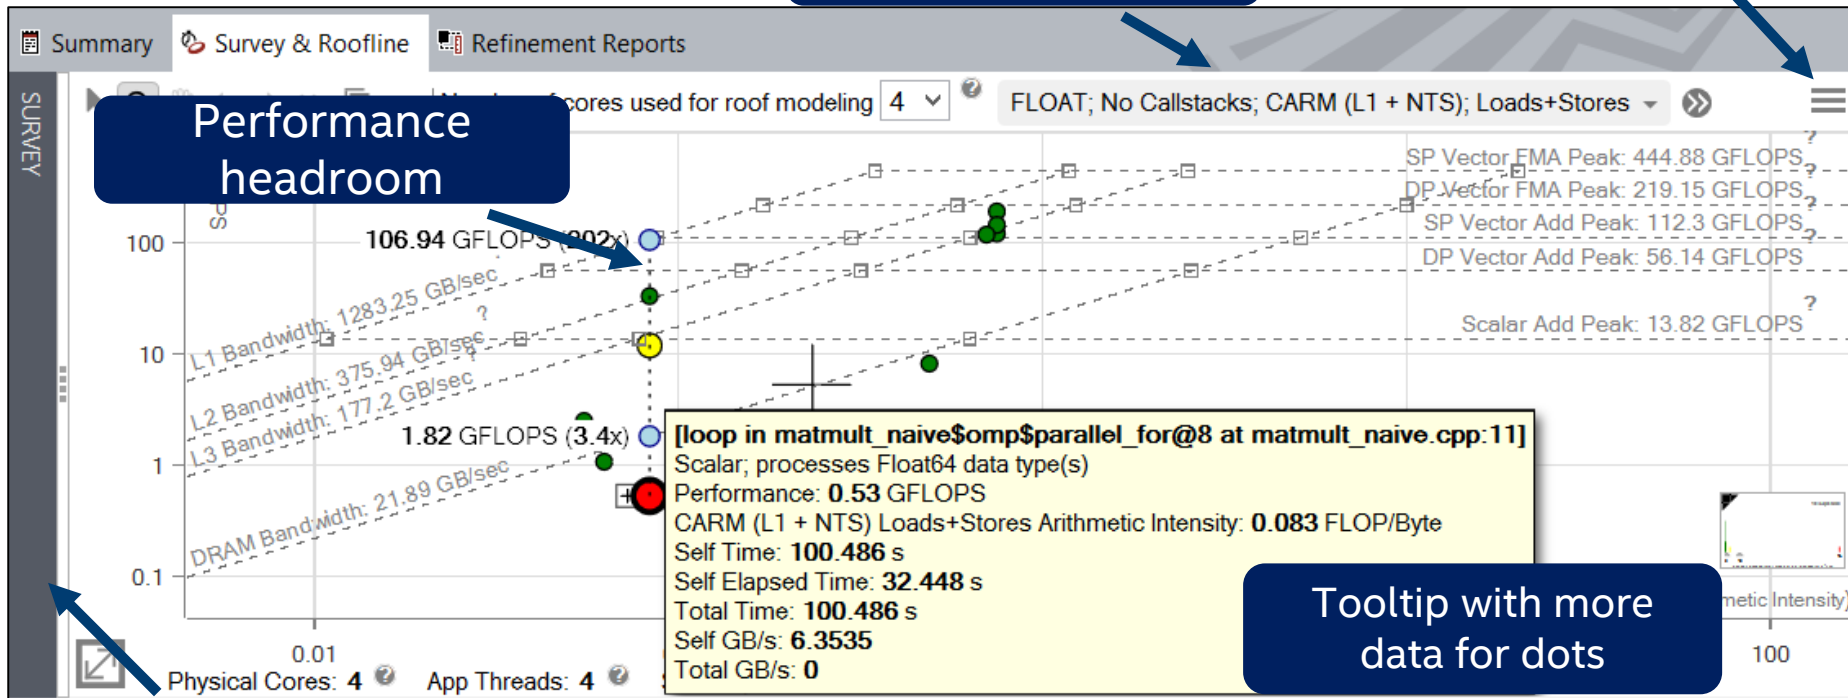 Summary
Survey & Roofline
Refinement Reports
SURVEY
cores used for roof modeling 4
FLOAT; No Callstacks; CARM (L1 + NTS); Loads+Stores
Performance
headroom
SP Vector FMA Peak: 444.88 GFLOPS
?
DP Vector FMA Peak: 219.15 GFLOPS
?
SP Vector Add Peak: 112.3 GFLOPS
?
DP Vector Add Peak: 56.14 GFLOPS
?
Scalar Add Peak: 13.82 GFLOPS
?
100
106.94 GFLOPS (202x)
L1 Bandwidth: 1283.25 GB/sec
?
10
L2 Bandwidth: 375.94 GB/sec
?
L3 Bandwidth: 177.2 GB/sec
1.82 GFLOPS (3.4x)
1
DRAM Bandwidth: 21.89 GB/sec
0.1
[loop in matmult_naive$omp$parallel_for@8 at matmult_naive.cpp:11]
Scalar; processes Float64 data type(s)
Performance: 0.53 GFLOPS
CARM (L1 + NTS) Loads+Stores Arithmetic Intensity: 0.083 FLOP/Byte
Self Time: 100.486 s
Self Elapsed Time: 32.448 s
Total Time: 100.486 s
Self GB/s: 6.3535
Total GB/s: 0
Tooltip with more
data for dots
metic Intensity)
0.01
100
Physical Cores: 4
App Threads: 4